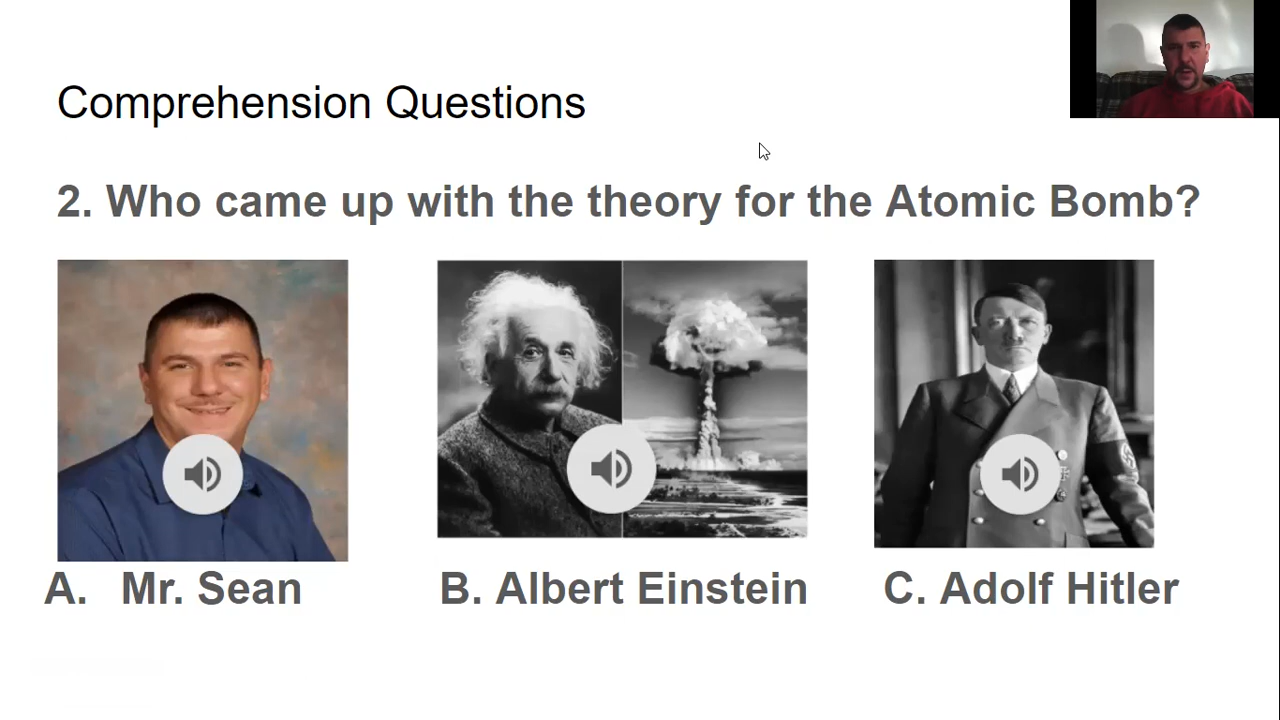 Comprehension Questions
2. Who came up with the theory for the Atomic Bomb?
A. Mr. Sean
B. Albert Einstein
C. Adolf Hitler